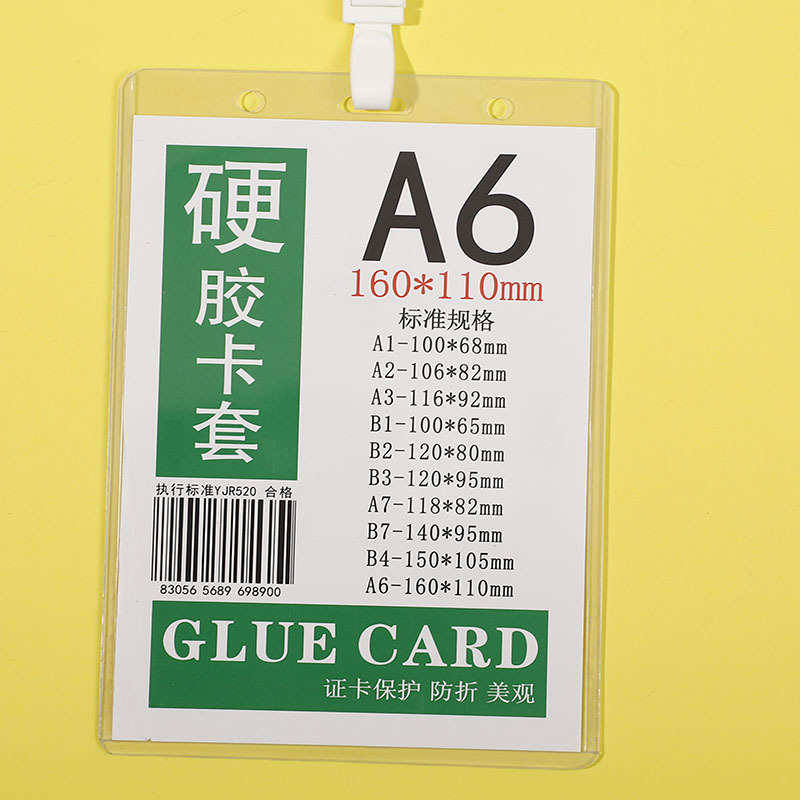 硬
胶
卡
套
A6
160*110mm
标准规格
A1-100*68mm
A2-106*82mm
A3-116*92mm
B1-100*65mm
B2-120*80mm
B3-120*95mm
A7-118*82mm
B7-140*95mm
B4-150*105mm
A6-160*110mm
执行标准YJR520 合格
83056 5689 698900
GLUE CARD
证卡保护 防折 美观